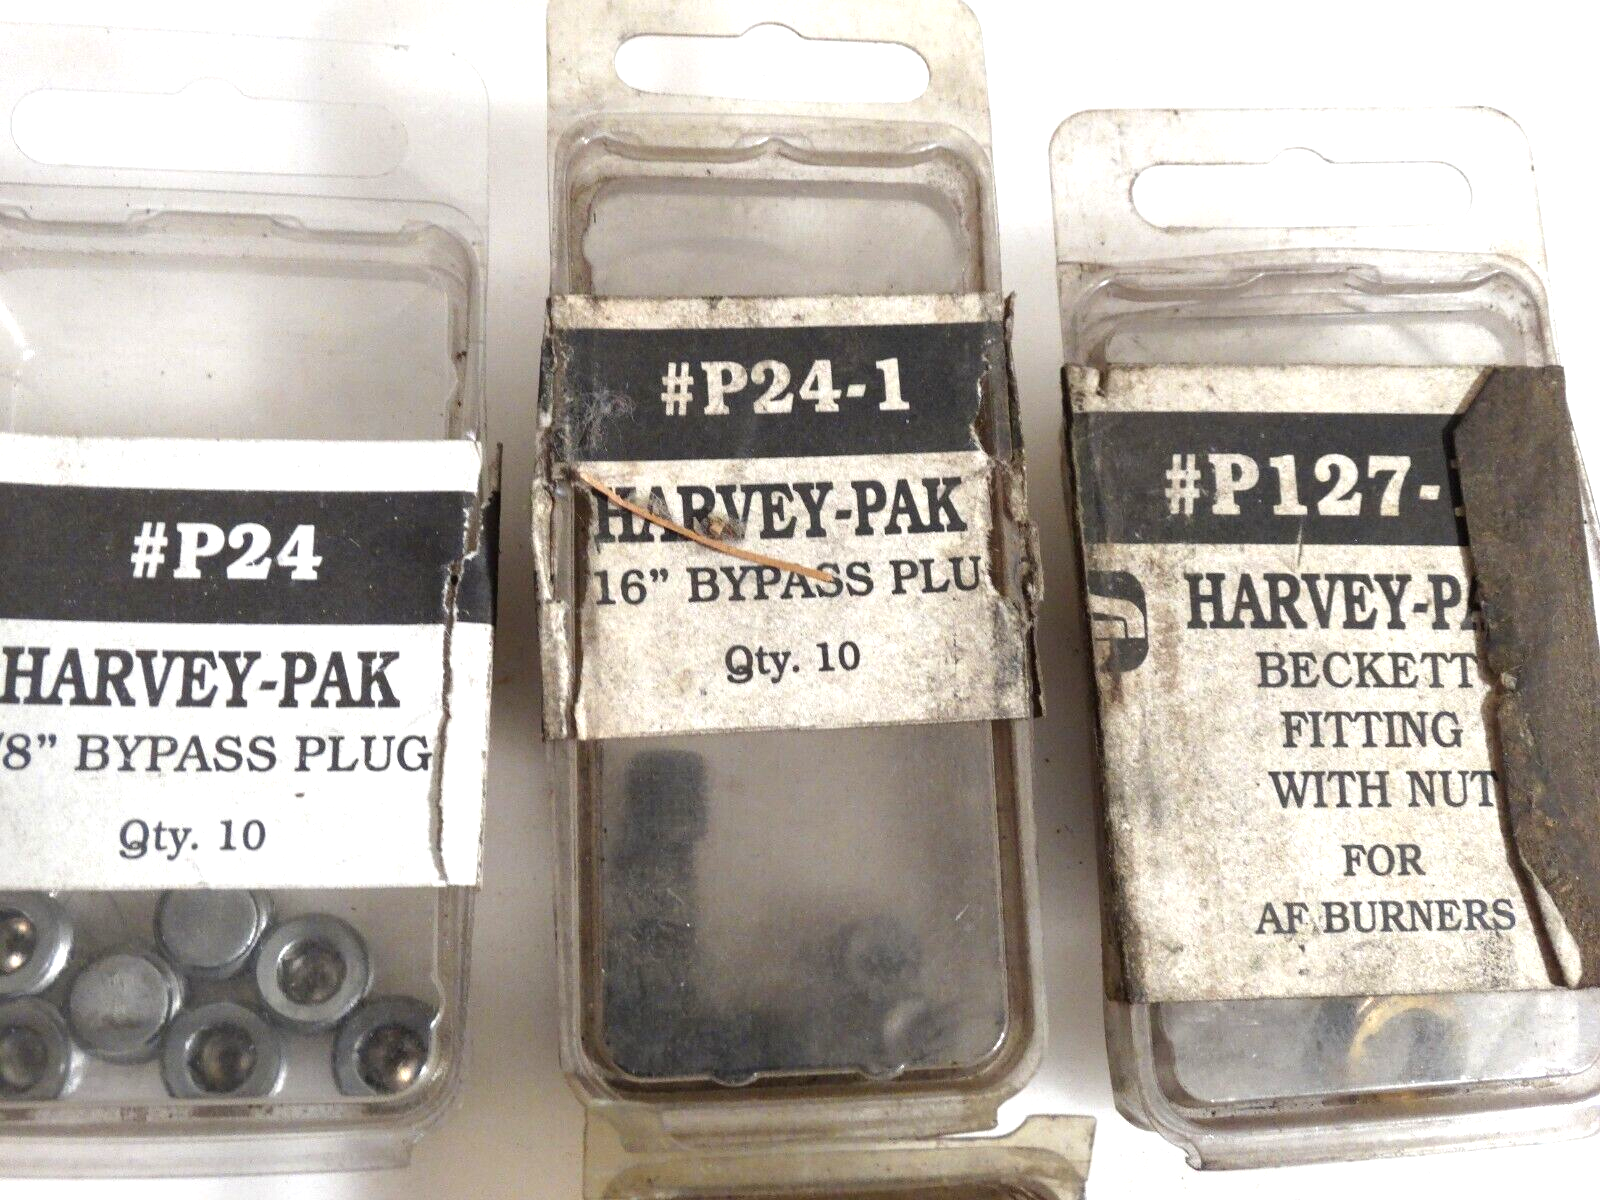 #P24
HARVEY-PAK
/8” BYPASS PLUG
Qty. 10
#P24-1
HARVEY-PAK
16” BYPASS PLU
Qty. 10
#P127-
HARVEY-PA
BECKETT
FITTING
WITH NUT
FOR
AF BURNERS